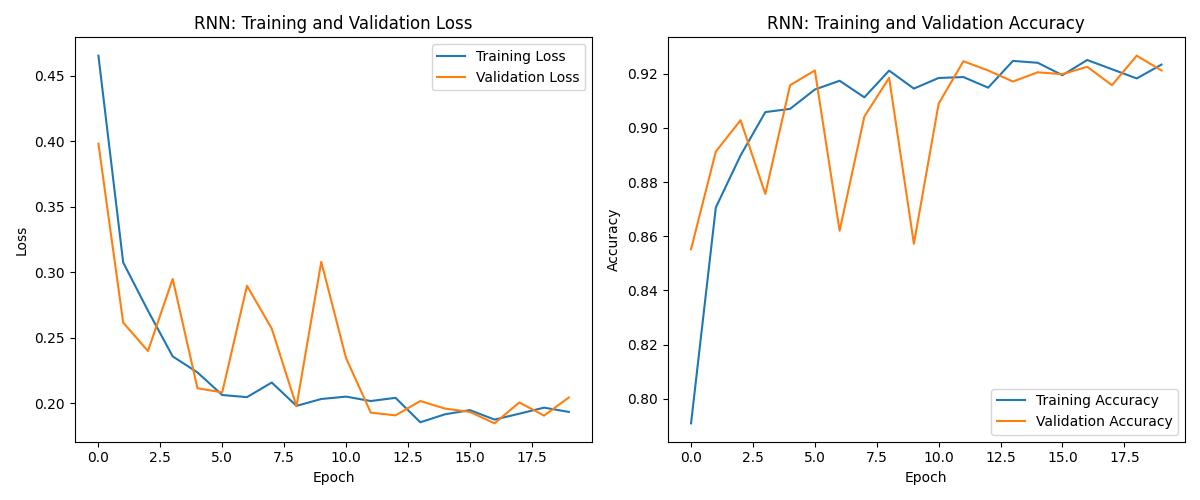 RNN: Training and Validation Loss
Training Loss
Validation Loss
0.45
0.40
0.35
0.30
0.25
0.20
Loss
0.0 2.5 5.0 7.5 10.0 12.5 15.0 17.5
Epoch
RNN: Training and Validation Accuracy
0.92
0.90
0.88
0.86
0.84
0.82
0.80
Accuracy
Training Accuracy
Validation Accuracy
0.0 2.5 5.0 7.5 10.0 12.5 15.0 17.5
Epoch